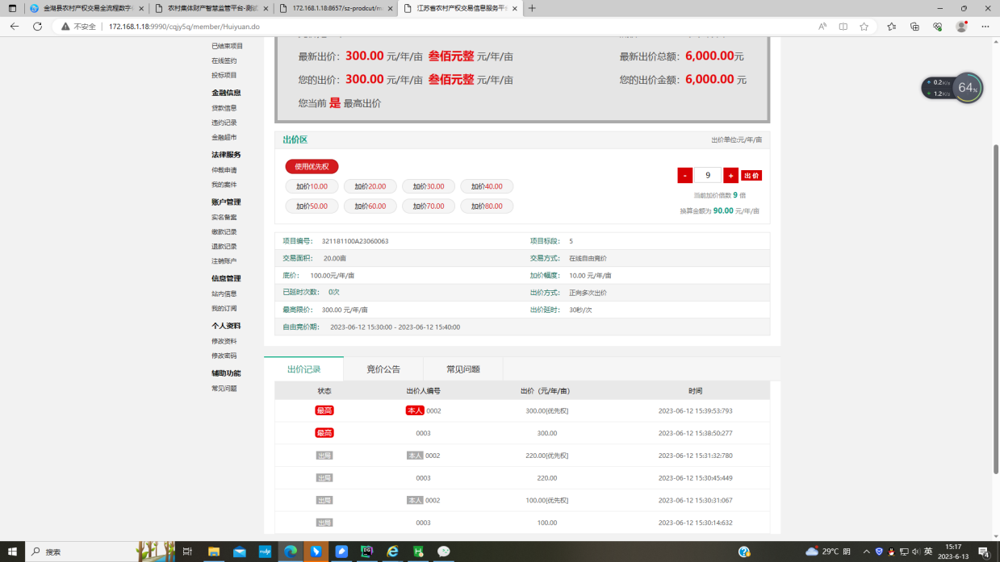 金湖县农村产权交易全流程数字
农村集体财产智慧监管平台-测试
172.168.1.18:8657/sz-prodcut/m
江苏省农村产权交易信息服务平台
不安全 172.168.1.18:9990/cqjy5q/member/Huiyuan.do
已结束项目
在线签约
投标项目
金融信息
贷款信息
违约记录
金融超市
法律服务
仲裁申请
我的案件
账户管理
实名备案
缴款记录
退款记录
注销账户
信息管理
站内信息
我的订阅
个人资料
修改资料
修改密码
辅助功能
常见问题
最新出价: 300.00 元/年/亩 叁佰元整 元/年/亩 最新出价总额: 6,000.00元
您的出价: 300.00 元/年/亩 叁佰元整 元/年/亩 您的出价金额: 6,000.00 元
您当前 是 最高出价
0.2K/s
1.2K/s
64%
出价区 出价单位:元/年/亩
使用优先权
加价10.00 加价20.00 加价30.00 加价40.00
加价50.00 加价60.00 加价70.00 加价80.00
- 9 + 出 价
当前加价倍数 9 倍
换算金额为 90.00 元/年/亩
项目编号: 321181100A23060063 项目标段: 5
交易面积: 20.00亩 交易方式: 在线自由竞价
底价: 100.00元/年/亩 加价幅度: 10.00 元/年/亩
已延时次数: 0次 出价方式: 正向多次出价
最高限价: 300.00 元/年/亩 出价延时: 30秒/次
自由竞价期: 2023-06-12 15:30:00 - 2023-06-12 15:40:00
出价记录 竞价公告 常见问题
状态 出价人编号 出价（元/年/亩） 时间
最高 本人 0002 300.00[优先权] 2023-06-12 15:39:53:793
最高 0003 300.00 2023-06-12 15:38:50:277
出局 本人 0002 220.00[优先权] 2023-06-12 15:31:32:780
出局 0003 220.00 2023-06-12 15:30:45:449
出局 本人 0002 100.00[优先权] 2023-06-12 15:30:31:067
出局 0003 100.00 2023-06-12 15:30:14:632
搜索
29°C 阴
英
15:17
2023-6-13
4